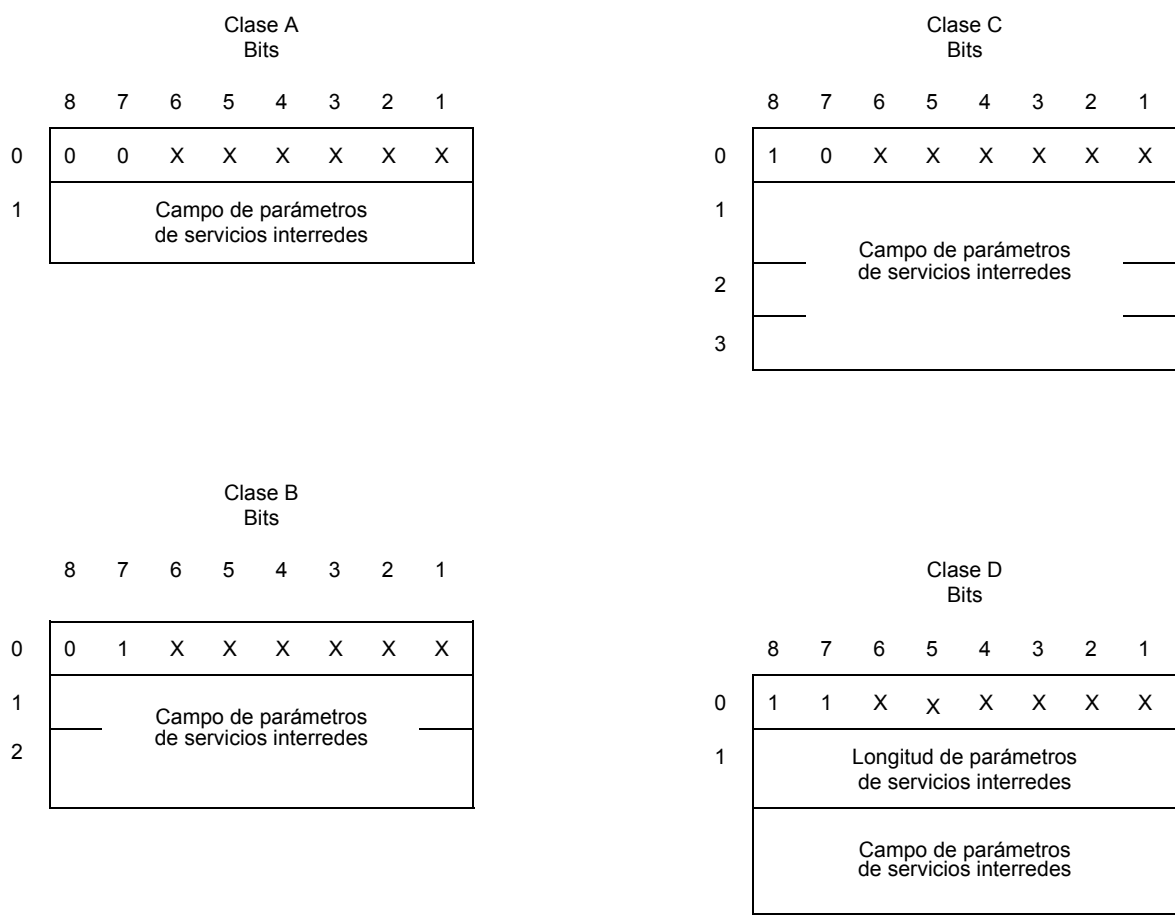 Clase A
Bits
8 7 6 5 4 3 2 1
0 0 0 X X X X X X
1 Campo de parámetros
de servicios interredes
Clase C
Bits
8 7 6 5 4 3 2 1
0 1 0 X X X X X X
1
Campo de parámetros
de servicios interredes
2
3
Clase B
Bits
8 7 6 5 4 3 2 1
0 0 1 X X X X X X
1
Campo de parámetros
de servicios interredes
2
Clase D
Bits
8 7 6 5 4 3 2 1
0 1 1 X X X X X X
1 Longitud de parámetros
de servicios interredes
Campo de parámetros
de servicios interredes